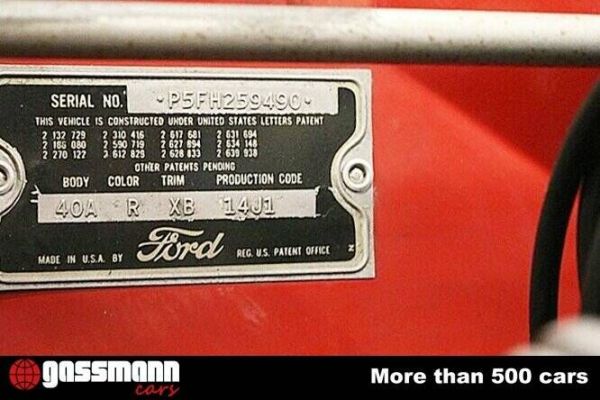 SERIAL NO. ·P5FH259490·
THIS VEHICLE IS CONSTRUCTED UNDER UNITED STATES LETTERS PATENT
2 132 729 2 310 416 2 617 681 2 631 694
2 186 080 2 590 719 2 627 894 2 634 148
2 270 122 2 612 829 2 628 833 2 639 938
OTHER PATENTS PENDING
BODY COLOR TRIM PRODUCTION CODE
40A R XB 14J1
MADE IN U.S.A. BY Ford REG. U.S. PATENT OFFICE
gassmann
cars
More than 500 cars